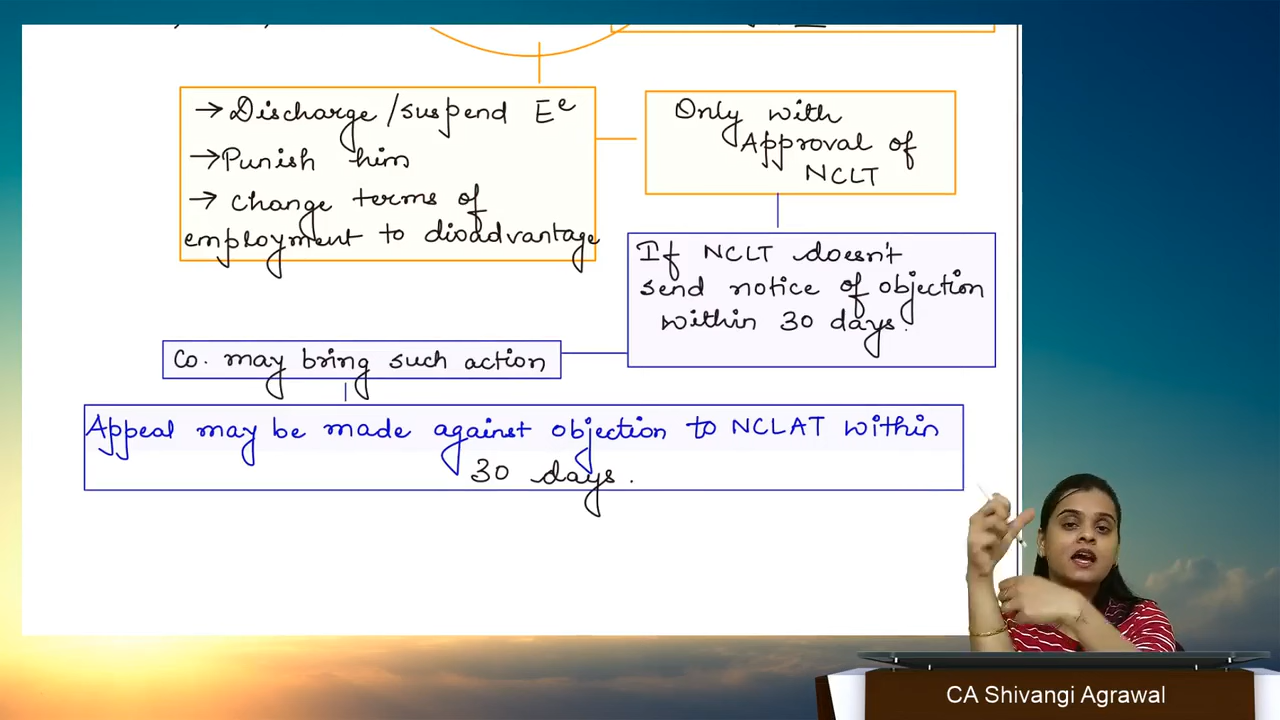 → Discharge/suspend Eᵉ
→ Punish him
→ Change terms of
employment to disadvantage
Only with
Approval of
NCLT
If NCLT doesn't
send notice of objection
within 30 days.
Co. may bring such action
Appeal may be made against objection to NCLAT within
30 days.
CA Shivangi Agrawal